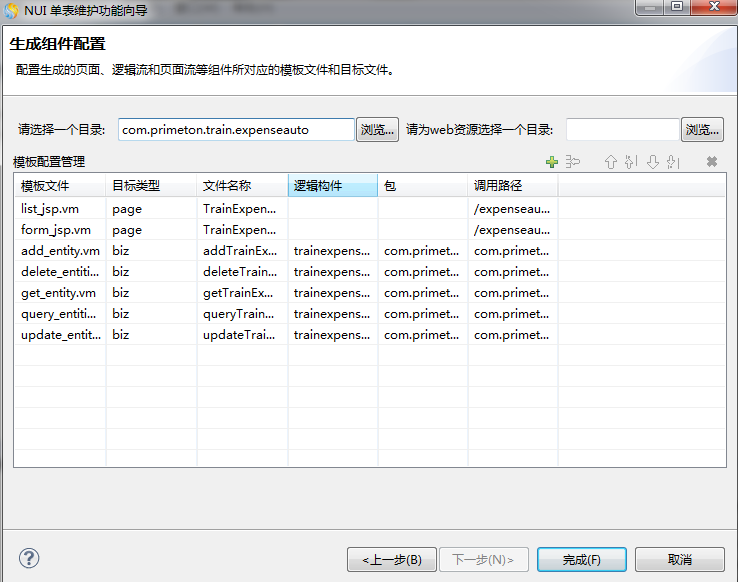 NUI 单表维护功能向导
生成组件配置
配置生成的页面、逻辑流和页面流等组件所对应的模板文件和目标文件。
请选择一个目录: com.primeton.train.expenseauto 浏览... 请为web资源选择一个目录: 浏览...
模板配置管理
模板文件 目标类型 文件名称 逻辑构件 包 调用路径
list_jsp.vm page TrainExpen... /expenseau...
form_jsp.vm page TrainExpen... /expenseau...
add_entity.vm biz addTrainEx... trainexpens... com.primet... com.primet...
delete_entiti... biz deleteTrain... trainexpens... com.primet... com.primet...
get_entity.vm biz getTrainEx... trainexpens... com.primet... com.primet...
query_entiti... biz queryTrain... trainexpens... com.primet... com.primet...
update_entit... biz updateTrai... trainexpens... com.primet... com.primet...
<上一步(B) 下一步(N)> 完成(F) 取消